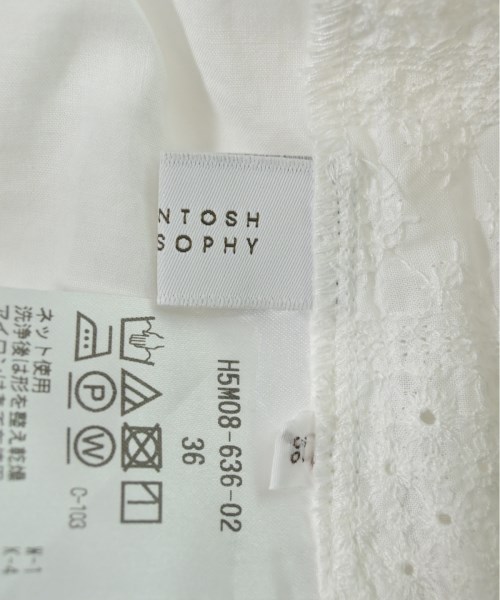 NTOSH
SOPHY
H5M08-636-02
36
P
W
C-103
ネット使用
洗浄後は形を整え乾燥